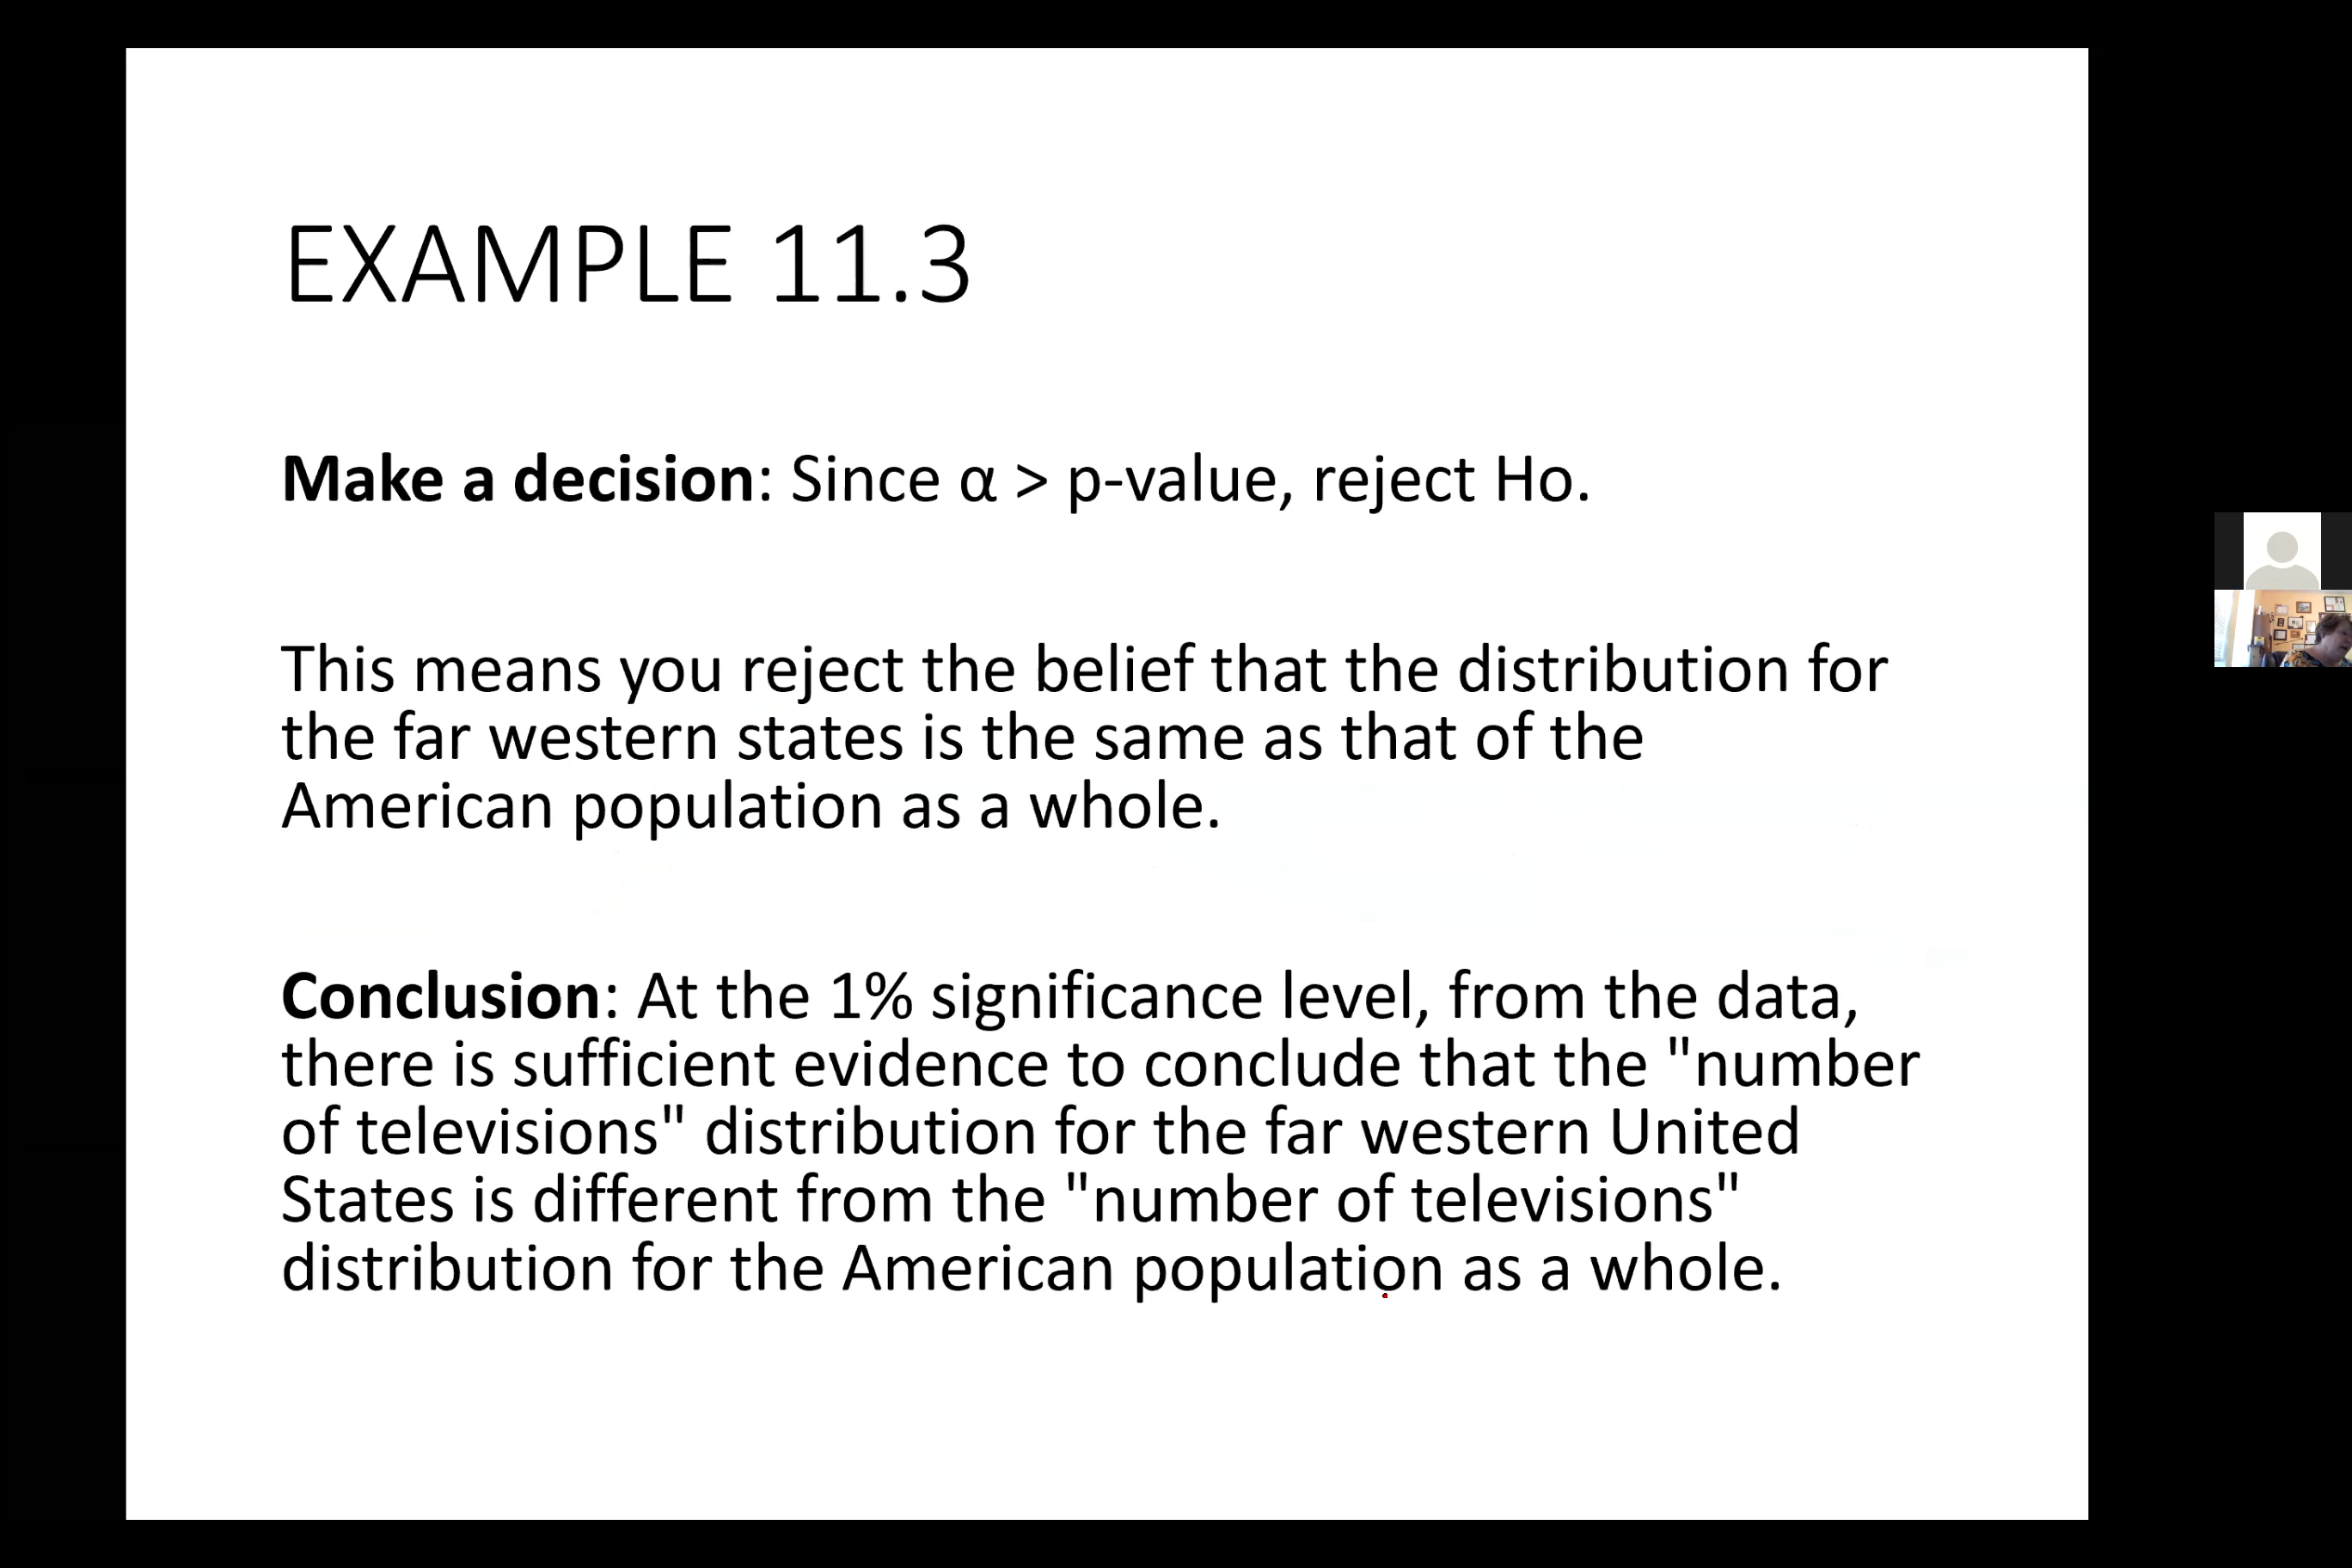 EXAMPLE 11.3
Make a decision: Since α > p-value, reject Ho.
This means you reject the belief that the distribution for
the far western states is the same as that of the
American population as a whole.
Conclusion: At the 1% significance level, from the data,
there is sufficient evidence to conclude that the "number
of televisions" distribution for the far western United
States is different from the "number of televisions"
distribution for the American population as a whole.